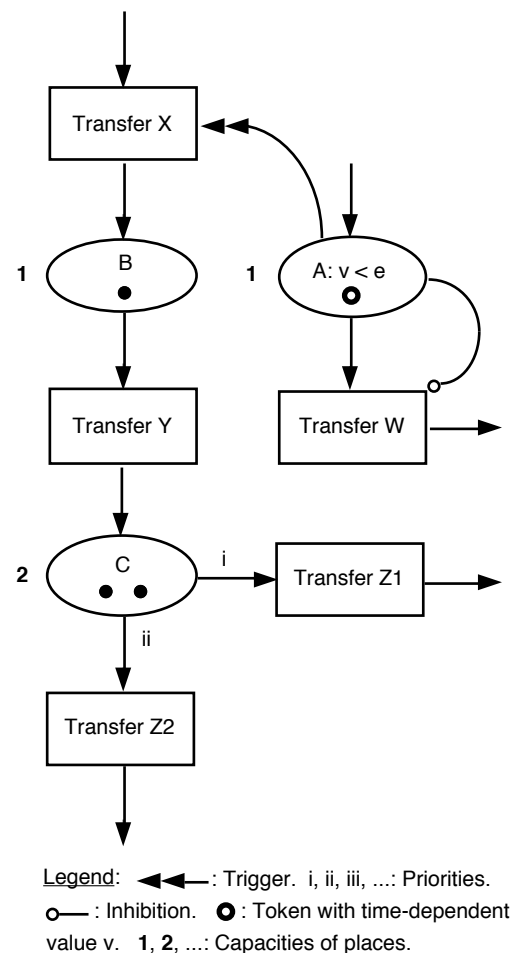 Transfer X
B
1
A: v < e
1
Transfer Y
Transfer W
C
2
i
Transfer Z1
ii
Transfer Z2
Legend: : Trigger. i, ii, iii, ...: Priorities.
: Inhibition. : Token with time-dependent
value v. 1, 2, ...: Capacities of places.